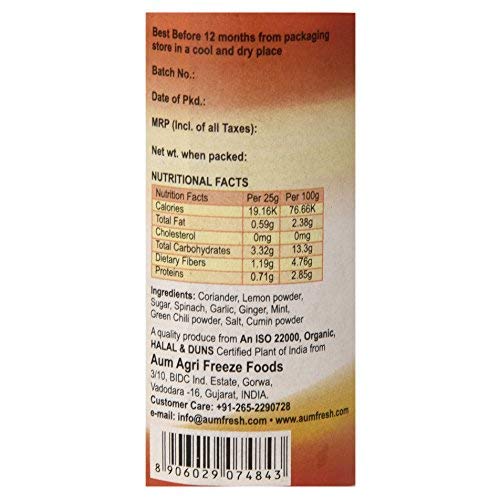 Best Before 12 months from packaging
store in a cool and dry place
Batch No.:
Date of Pkd.:
MRP (Incl. of all Taxes):
Net wt. when packed:
NUTRITIONAL FACTS
Nutrition Facts Per 25g Per 100g
Calories 19.16K 76.66K
Total Fat 0.59g 2.38g
Cholesterol 0mg 0mg
Total Carbohydrates 3.32g 13.3g
Dietary Fibers 1.19g 4.76g
Proteins 0.71g 2.85g
Ingredients: Coriander, Lemon powder,
Sugar, Spinach, Garlic, Ginger, Mint,
Green Chili powder, Salt, Cumin powder
A quality produce from An ISO 22000, Organic,
HALAL & DUNS Certified Plant of India from
Aum Agri Freeze Foods
3/10, BIDC Ind. Estate, Gorwa,
Vadodara -16, Gujarat, INDIA.
Customer Care: +91-265-2290728
e-mail: info@aumfresh.com • www.aumfresh.com
8 906029 074843